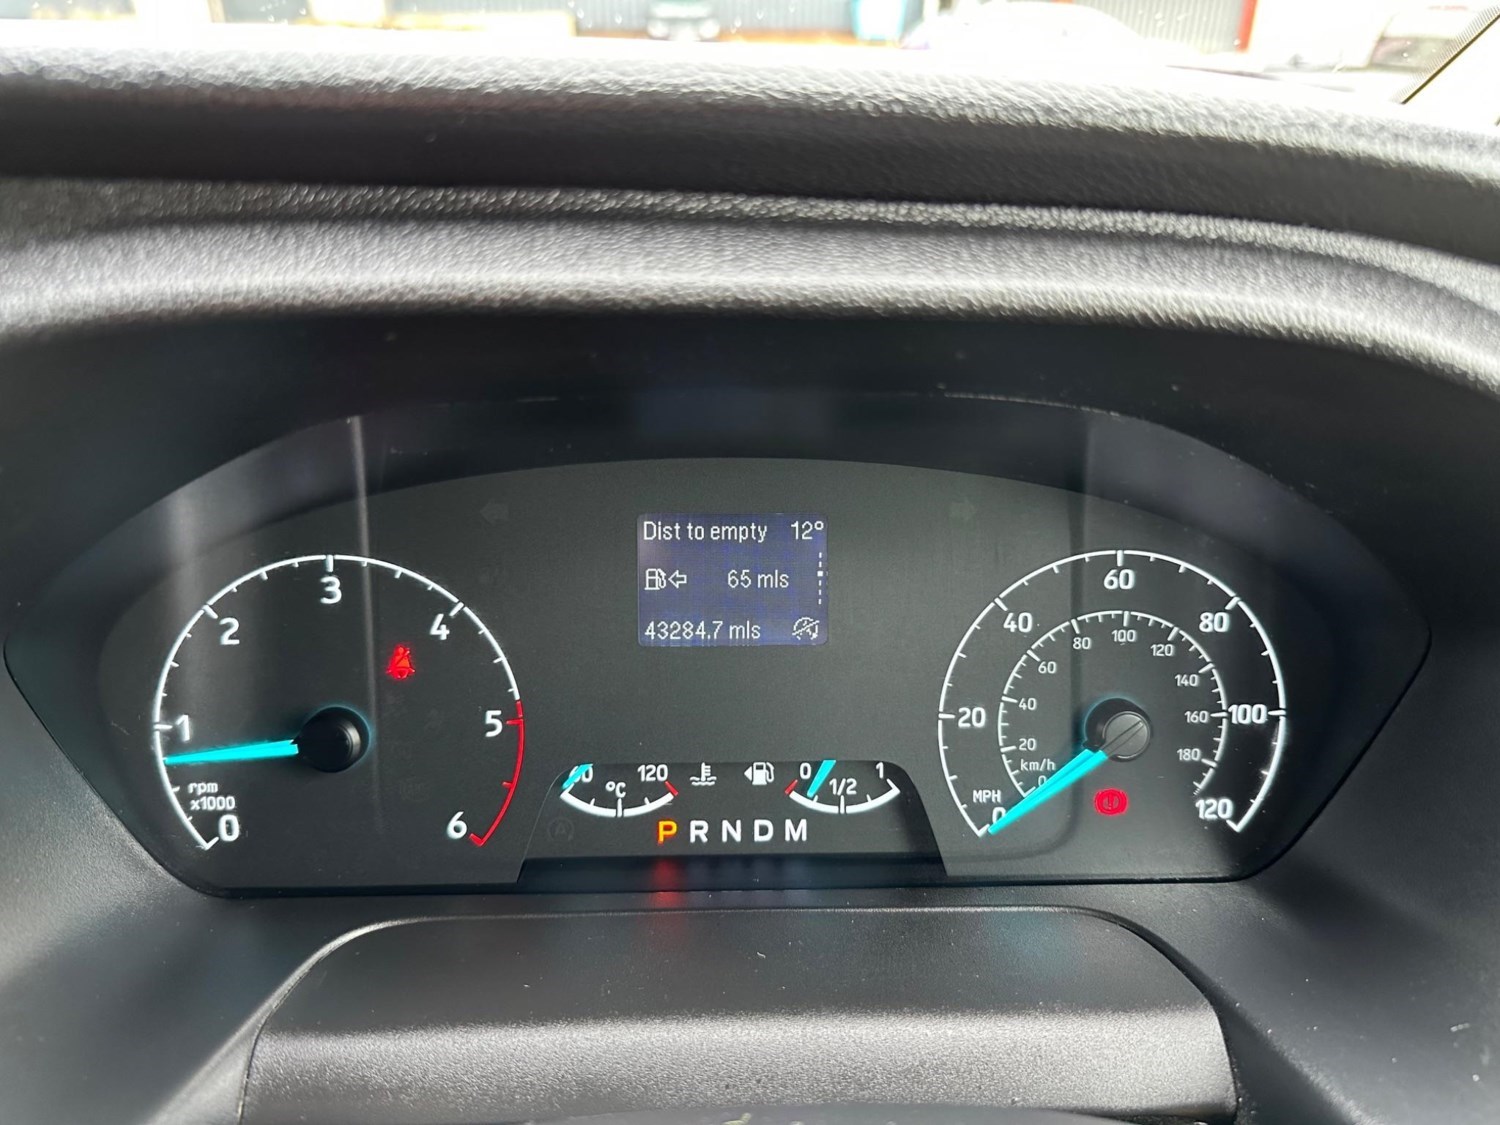 Dist to empty 12°
65 mls
43284.7 mls
0 1 2 3 4 5 6
rpm
x1000
120
°C
0 1/2 1
P R N D M
0 20 40 60 80 100 120
MPH
0 20 40 60 80 100 120 140 160 180
km/h